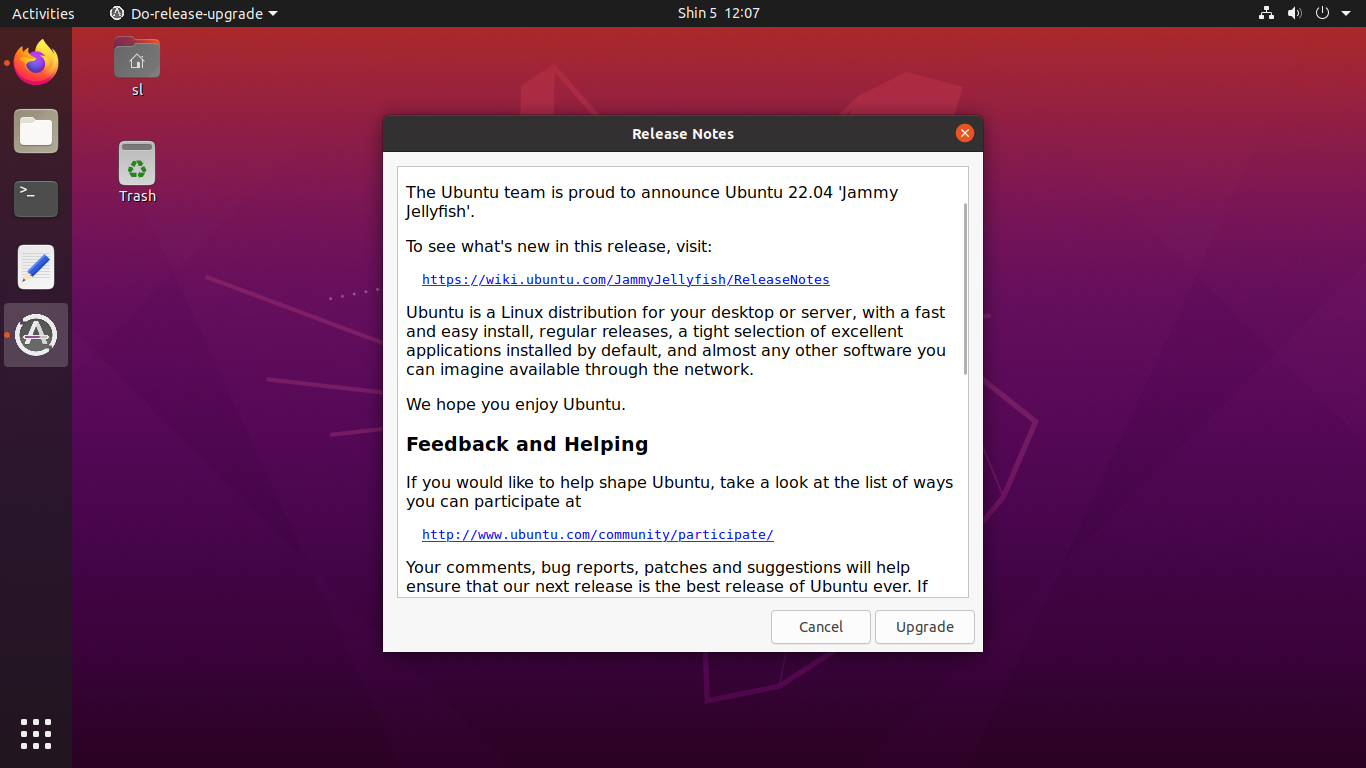 Activities
Do-release-upgrade
Shin 5 12:07
sl
Trash
>_
Release Notes
The Ubuntu team is proud to announce Ubuntu 22.04 'Jammy
Jellyfish'.
To see what's new in this release, visit:
https://wiki.ubuntu.com/JammyJellyfish/ReleaseNotes
Ubuntu is a Linux distribution for your desktop or server, with a fast
and easy install, regular releases, a tight selection of excellent
applications installed by default, and almost any other software you
can imagine available through the network.
We hope you enjoy Ubuntu.
Feedback and Helping
If you would like to help shape Ubuntu, take a look at the list of ways
you can participate at
http://www.ubuntu.com/community/participate/
Your comments, bug reports, patches and suggestions will help
ensure that our next release is the best release of Ubuntu ever. If
Cancel
Upgrade